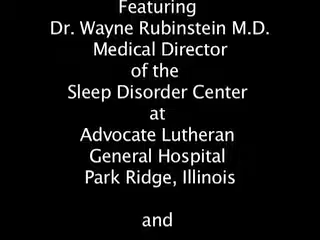 Featuring
Dr. Wayne Rubinstein M.D.
Medical Director
of the
Sleep Disorder Center
at
Advocate Lutheran
General Hospital
Park Ridge, Illinois
and